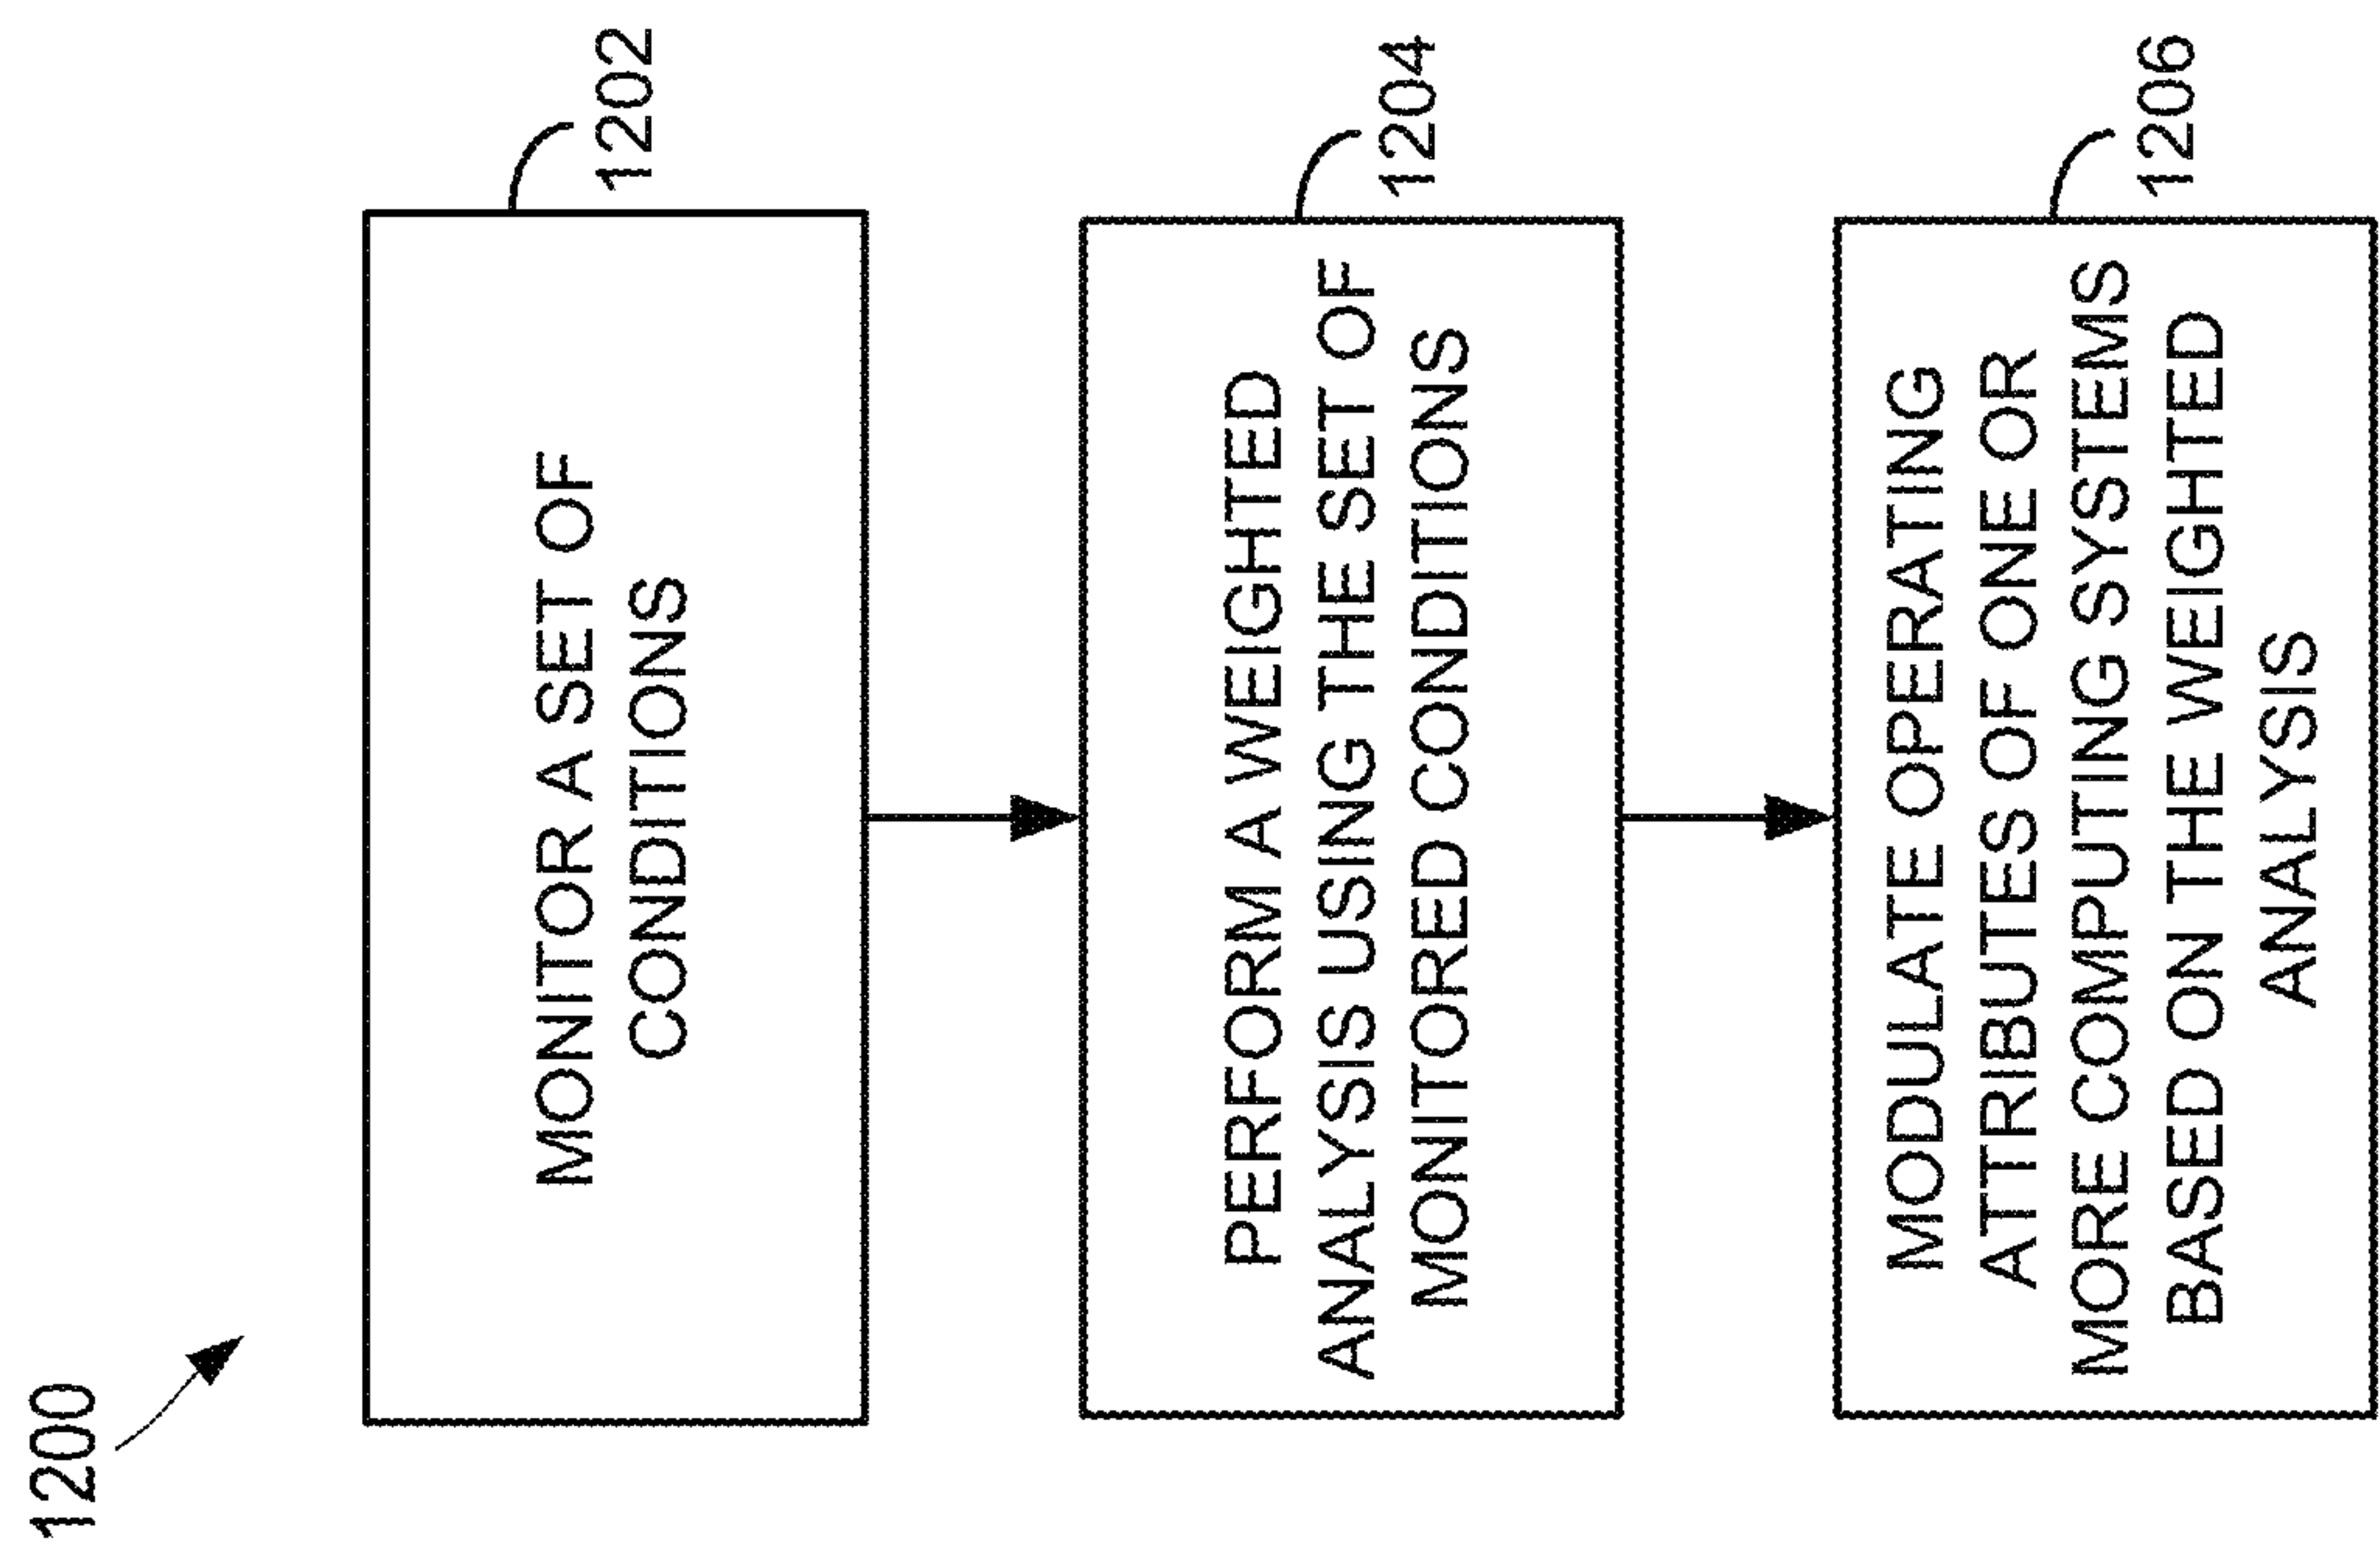 1200
MONITOR A SET OF
CONDITIONS
1202
PERFORM A WEIGHTED
ANALYSIS USING THE SET OF
MONITORED CONDITIONS
1204
MODULATE OPERATING
ATTRIBUTES OF ONE OR
MORE COMPUTING SYSTEMS
BASED ON THE WEIGHTED
ANALYSIS
1206